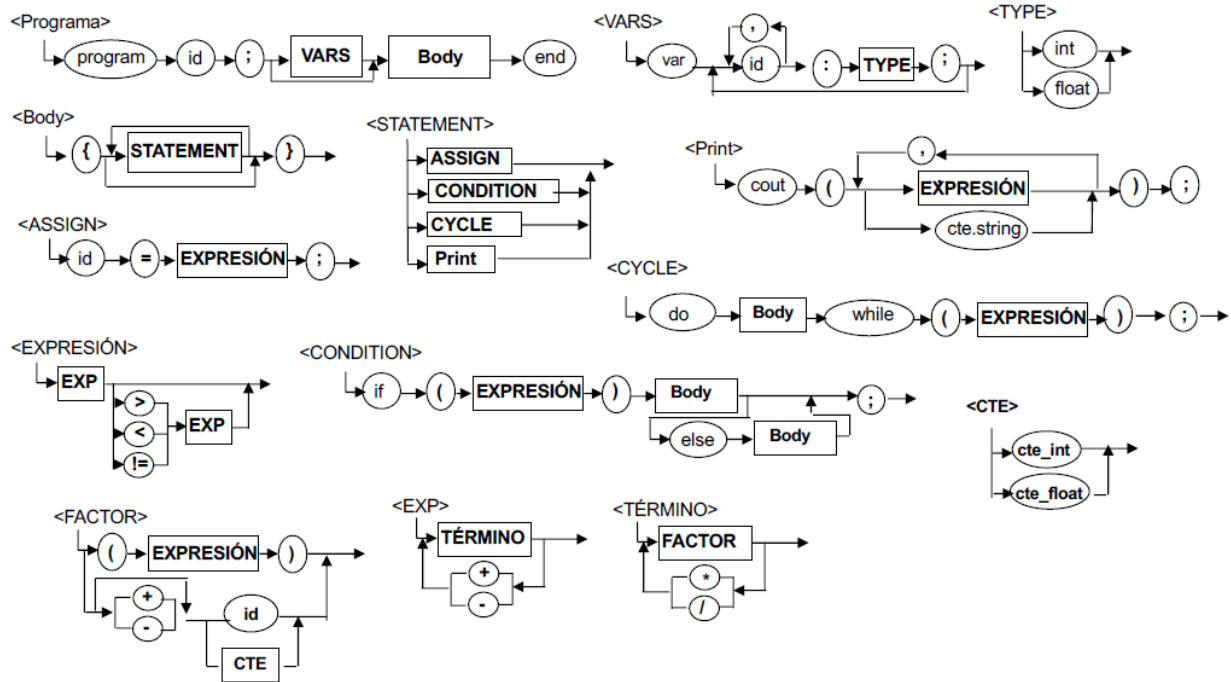 <Programa>
program id ; VARS Body end
<VARS>
,
var id : TYPE ;
<TYPE>
int
float
<Body>
{ STATEMENT }
<STATEMENT>
ASSIGN
CONDITION
CYCLE
Print
<Print>
,
cout ( EXPRESIÓN ) ;
cte.string
<ASSIGN>
id = EXPRESIÓN ;
<CYCLE>
do Body while ( EXPRESIÓN ) ;
<EXPRESIÓN>
EXP
>
<
!=
EXP
<CONDITION>
if ( EXPRESIÓN ) Body ;
else Body
<CTE>
cte_int
cte_float
<FACTOR>
( EXPRESIÓN )
+
-
id
CTE
<EXP>
TÉRMINO
+
-
<TÉRMINO>
FACTOR
*
/